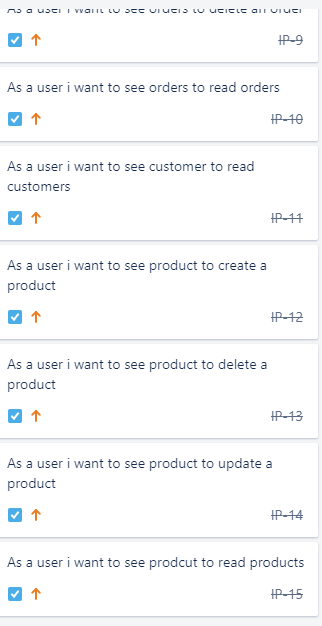 As a user i want to see orders to delete an order
IP-9
As a user i want to see orders to read orders
IP-10
As a user i want to see customer to read
customers
IP-11
As a user i want to see product to create a
product
IP-12
As a user i want to see product to delete a
product
IP-13
As a user i want to see product to update a
product
IP-14
As a user i want to see prodcut to read products
IP-15